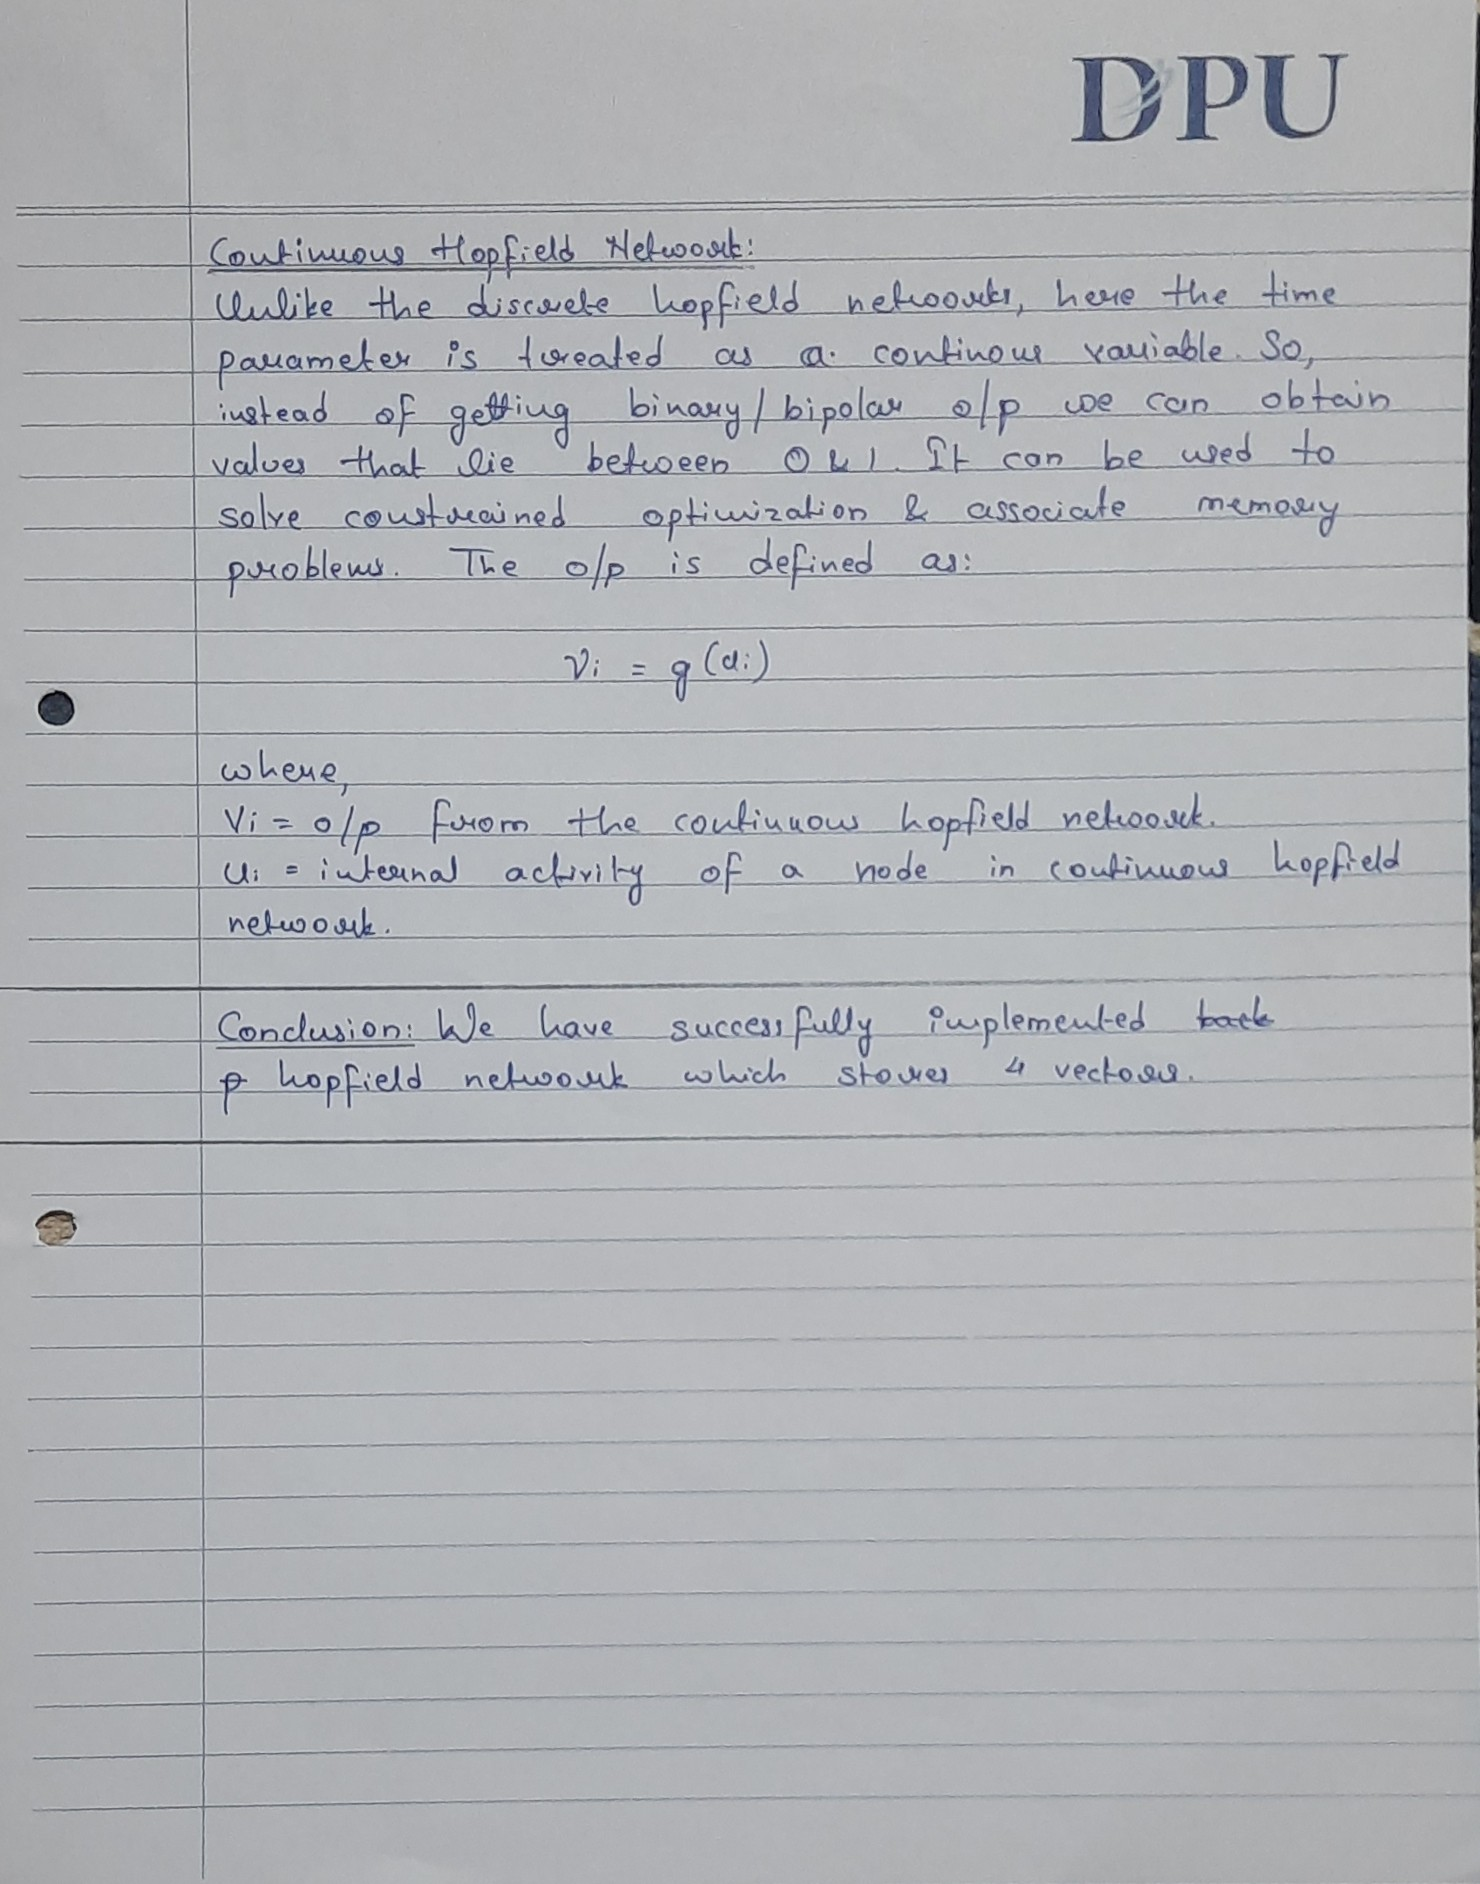 DPU
Continuous Hopfield Network:
Unlike the discrete hopfield networks, here the time
parameter is treated as a continous variable. So,
instead of getting binary/bipolar o/p we can obtain
values that lie between 0 & 1. It can be used to
solve constrained optimization & associate memory
problems. The o/p is defined as:
Vi = g(ui)
where,
Vi = o/p from the continuous hopfield network.
ui = internal activity of a node in continuous hopfield
network.
Conclusion: We have successfully implemented back
p hopfield network which stores 4 vectors.